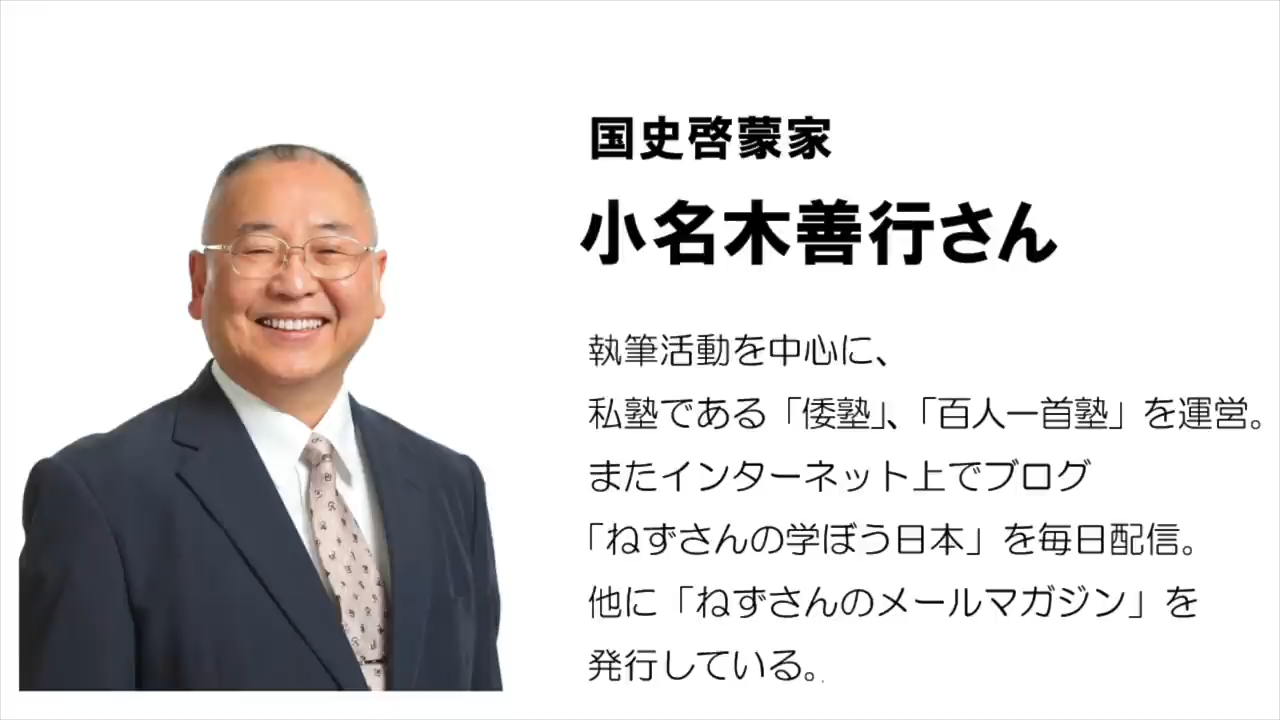 国史啓蒙家
小名木善行さん
執筆活動を中心に、
私塾である「倭塾」、「百人一首塾」を運営。
またインターネット上でブログ
「ねずさんの学ぼう日本」を毎日配信。
他に「ねずさんのメールマガジン」を
発行している。